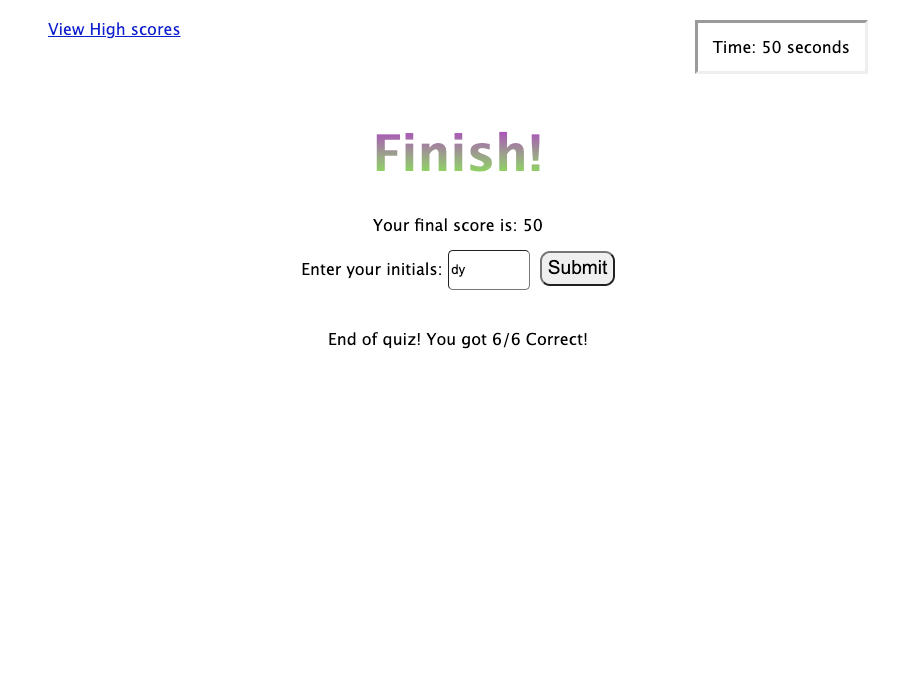 View High scores
Time: 50 seconds
Finish!
Your final score is: 50
Enter your initials: dy Submit
End of quiz! You got 6/6 Correct!